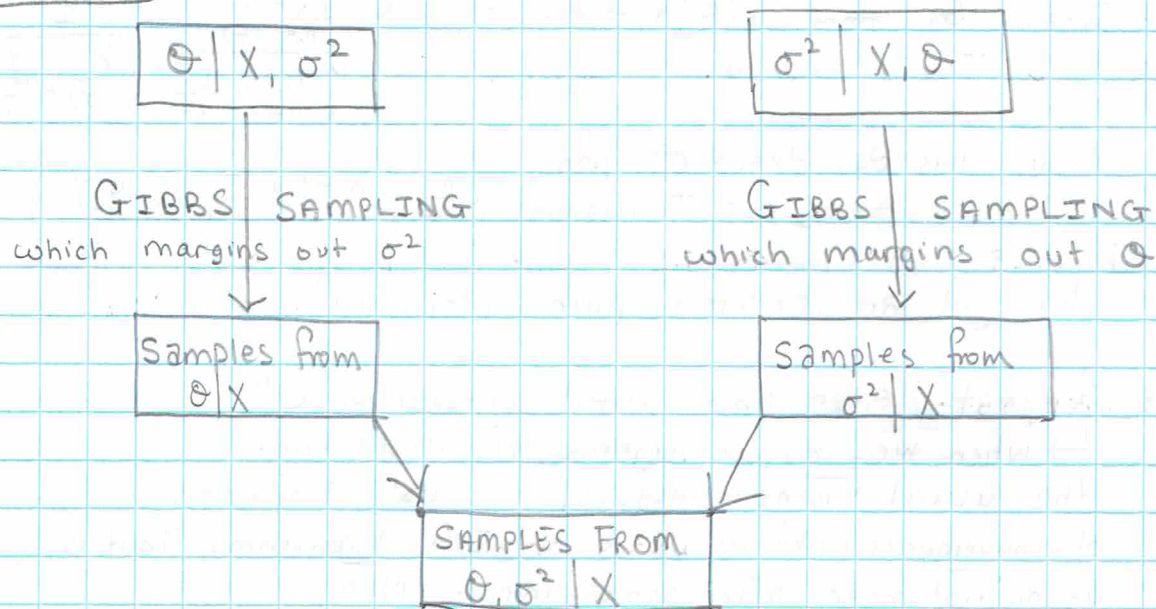 θ | X, σ²
σ² | X, θ
GIBBS SAMPLING
which margins out σ²
GIBBS SAMPLING
which margins out θ
Samples from
θ | X
Samples from
σ² | X
SAMPLES FROM
θ, σ² | X